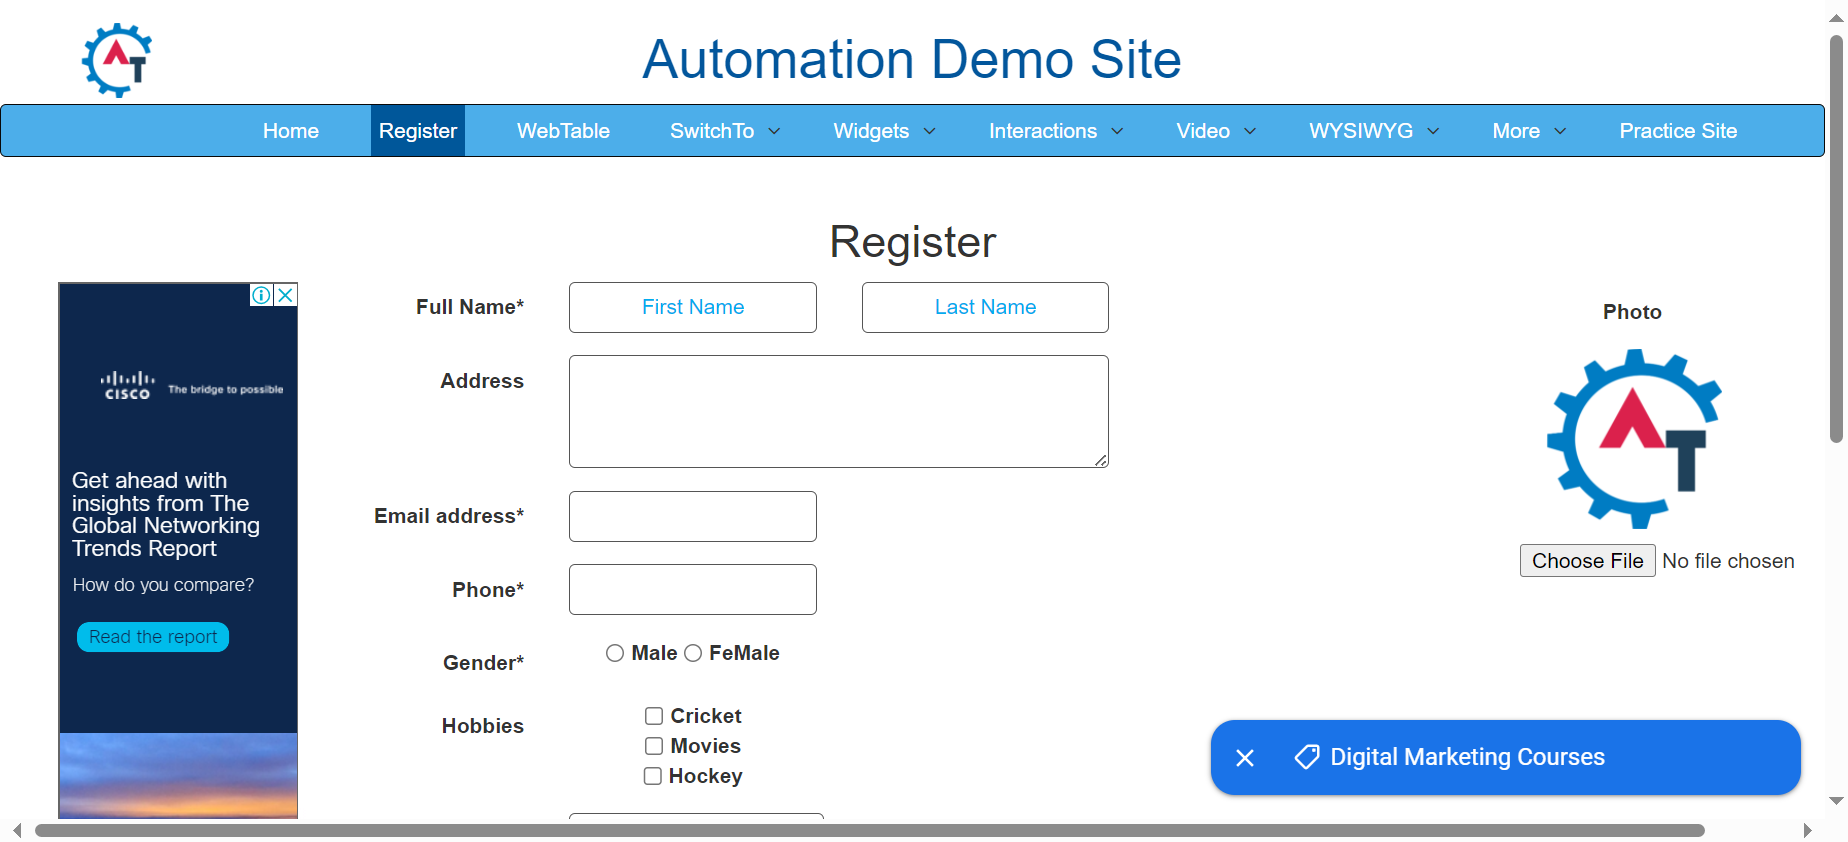 AT
Automation Demo Site
Home Register WebTable SwitchTo Widgets Interactions Video WYSIWYG More Practice Site
Register
Full Name* First Name Last Name
Photo
Address
AT
Email address*
Choose File No file chosen
Phone*
Gender* Male FeMale
Hobbies Cricket
Movies
Hockey
CISCO The bridge to possible
Get ahead with
insights from The
Global Networking
Trends Report
How do you compare?
Read the report
Digital Marketing Courses